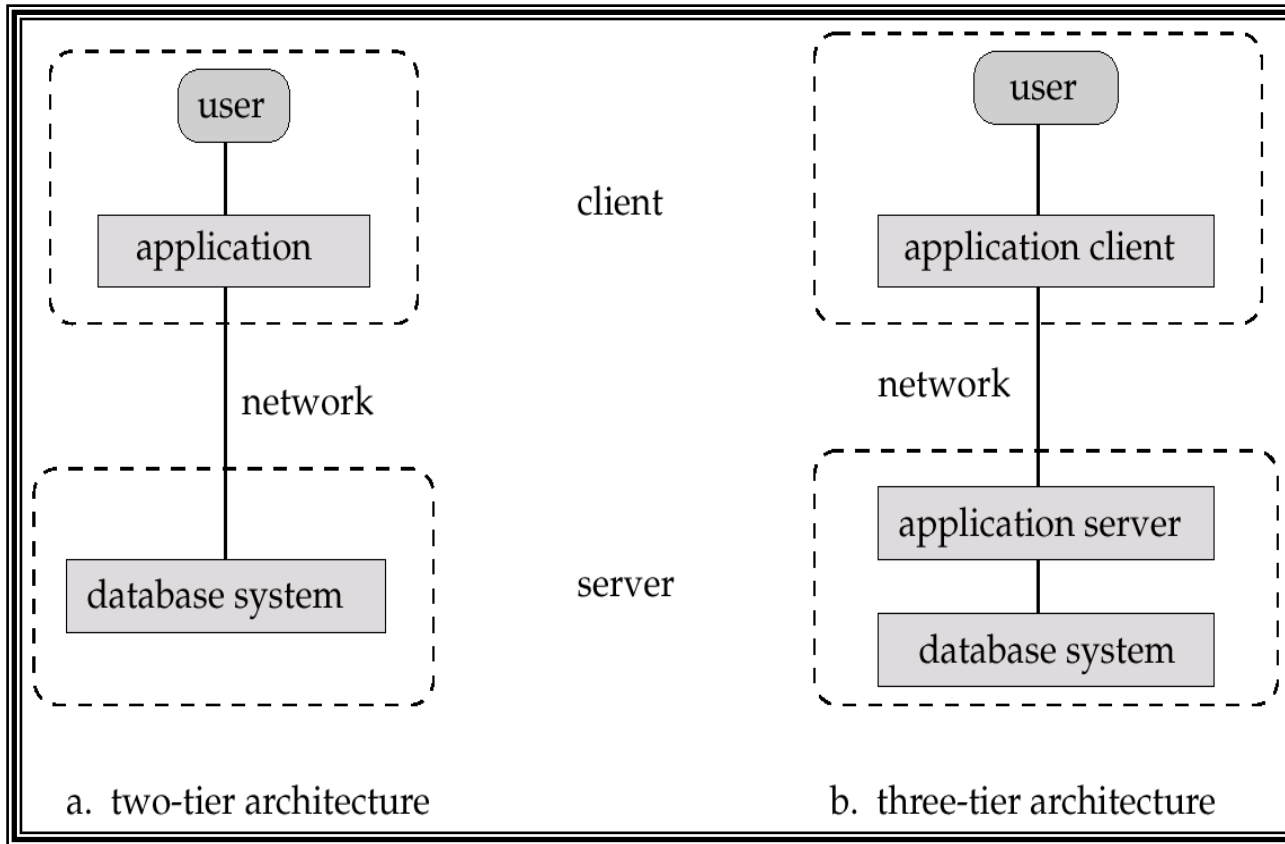 user
application
network
database system
a. two-tier architecture
client
server
user
application client
network
application server
database system
b. three-tier architecture